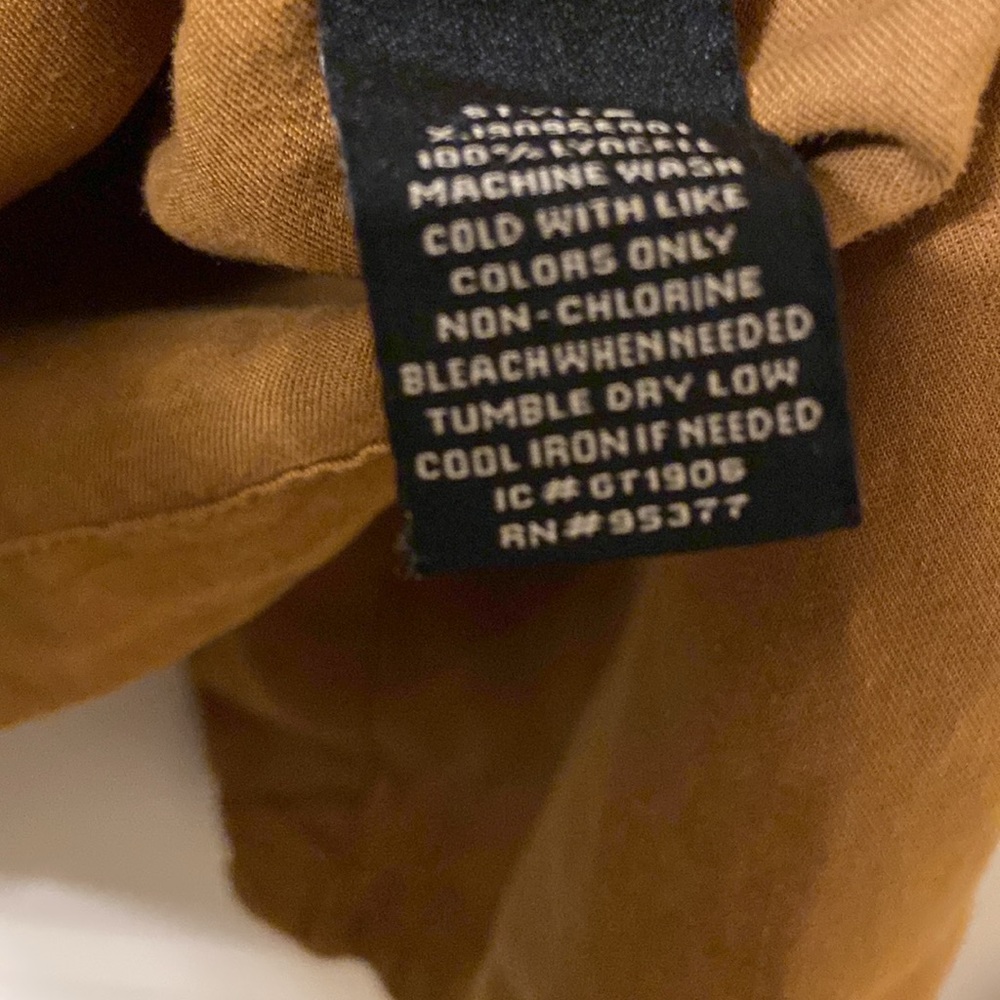 100% LYOCELL
MACHINE WASH
COLD WITH LIKE
COLORS ONLY
NON-CHLORINE
BLEACH WHEN NEEDED
TUMBLE DRY LOW
COOL IRON IF NEEDED
IC # GT1906
RN # 95377